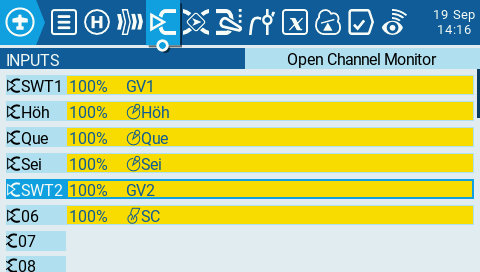 19 Sep
14:16
INPUTS Open Channel Monitor
SWT1 100% GV1
Höh 100% Höh
Que 100% Que
Sei 100% Sei
SWT2 100% GV2
06 100% SC
07
08